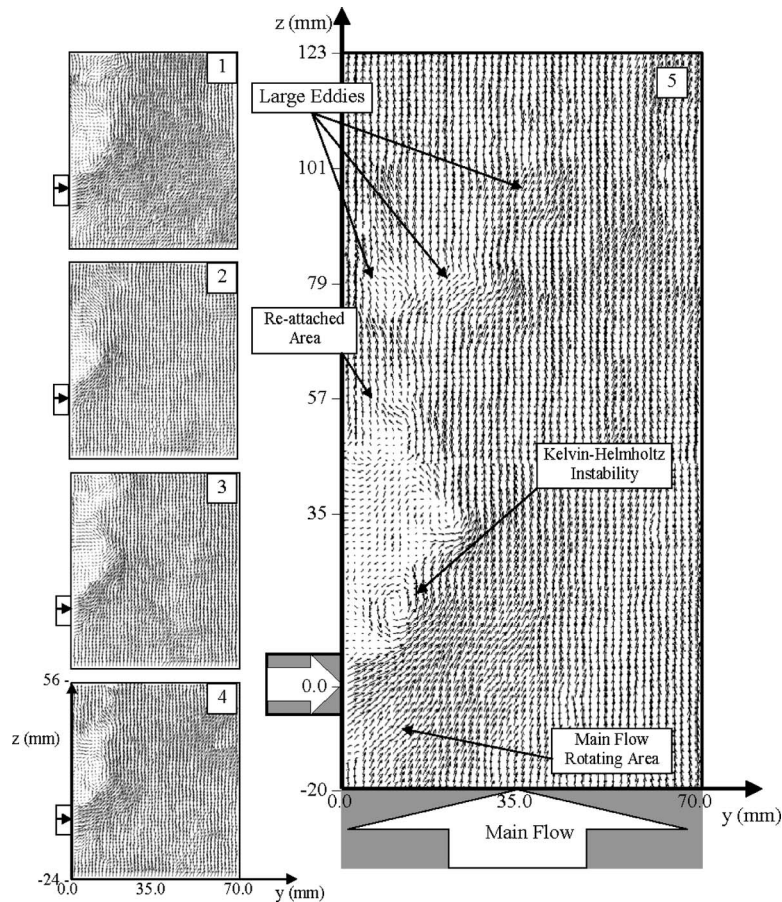 1
2
3
56
z (mm)
4
-24
0.0
35.0
70.0
y (mm)
z (mm)
123
5
Large Eddies
101
79
Re-attached
Area
57
Kelvin-Helmholtz
Instability
35
0.0
Main Flow
Rotating Area
-20
0.0
35.0
70.0
y (mm)
Main Flow